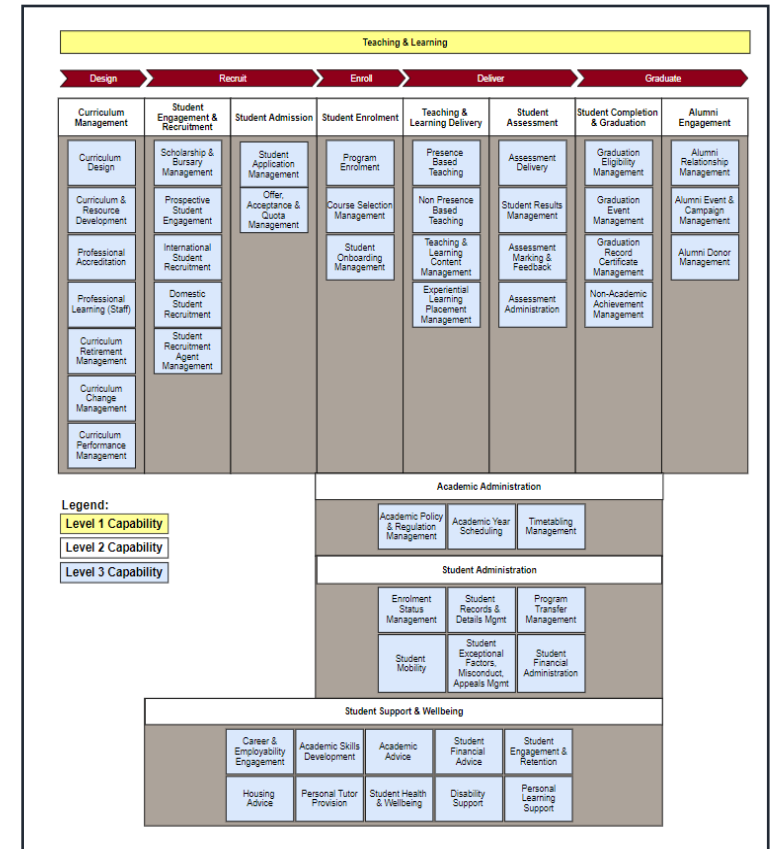 Teaching & Learning
Design
Recruit
Enroll
Deliver
Graduate
Curriculum
Management
Student
Engagement &
Recruitment
Student Admission
Student Enrolment
Teaching &
Learning Delivery
Student
Assessment
Student Completion
& Graduation
Alumni
Engagement
Curriculum
Design
Curriculum &
Resource
Development
Professional
Accreditation
Professional
Learning (Staff)
Curriculum
Retirement
Management
Curriculum
Change
Management
Curriculum
Performance
Management
Scholarship &
Bursary
Management
Prospective
Student
Engagement
International
Student
Recruitment
Domestic
Student
Recruitment
Student
Recruitment
Agent
Management
Student
Application
Management
Offer,
Acceptance &
Quota
Management
Program
Enrolment
Course Selection
Management
Student
Onboarding
Management
Presence
Based
Teaching
Non Presence
Based
Teaching
Teaching &
Learning
Content
Management
Experiential
Learning
Placement
Management
Assessment
Delivery
Student Results
Management
Assessment
Marking &
Feedback
Assessment
Administration
Graduation
Eligibility
Management
Graduation
Event
Management
Graduation
Record
Certificate
Management
Non-Academic
Achievement
Management
Alumni
Relationship
Management
Alumni Event &
Campaign
Management
Alumni Donor
Management
Academic Administration
Academic Policy
& Regulation
Management
Academic Year
Scheduling
Timetabling
Management
Student Administration
Enrolment
Status
Management
Student
Records &
Details Mgmt
Program
Transfer
Management
Student
Mobility
Student
Exceptional
Factors,
Misconduct,
Appeals Mgmt
Student
Financial
Administration
Student Support & Wellbeing
Career &
Employability
Engagement
Academic Skills
Development
Academic
Advice
Student
Financial
Advice
Student
Engagement &
Retention
Housing
Advice
Personal Tutor
Provision
Student Health
& Wellbeing
Disability
Support
Personal
Learning
Support
Legend:
Level 1 Capability
Level 2 Capability
Level 3 Capability